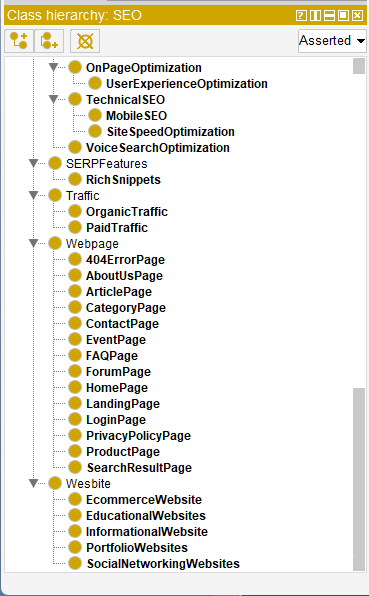 Class hierarchy: SEO
Asserted
OnPageOptimization
UserExperienceOptimization
TechnicalSEO
MobileSEO
SiteSpeedOptimization
VoiceSearchOptimization
SERPFeatures
RichSnippets
Traffic
OrganicTraffic
PaidTraffic
Webpage
404ErrorPage
AboutUsPage
ArticlePage
CategoryPage
ContactPage
EventPage
FAQPage
ForumPage
HomePage
LandingPage
LoginPage
PrivacyPolicyPage
ProductPage
SearchResultPage
Wesbite
EcommerceWebsite
EducationalWebsites
InformationalWebsite
PortfolioWebsites
SocialNetworkingWebsites